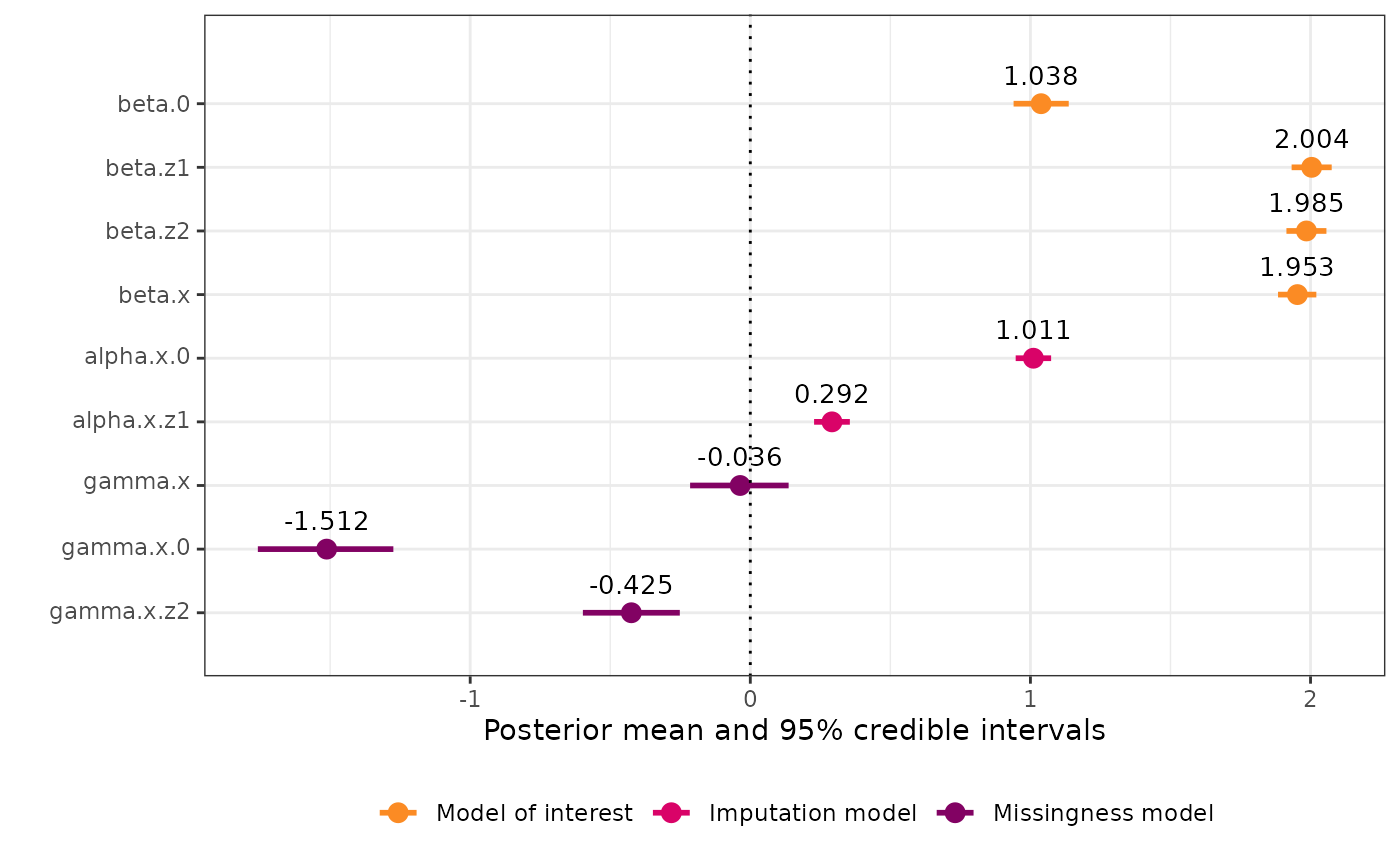 beta.0
1.038
beta.z1
2.004
beta.z2
1.985
beta.x
1.953
alpha.x.0
1.011
alpha.x.z1
0.292
gamma.x
-0.036
gamma.x.0
-1.512
gamma.x.z2
-0.425
-1 0 1 2
Posterior mean and 95% credible intervals
Model of interest Imputation model Missingness model